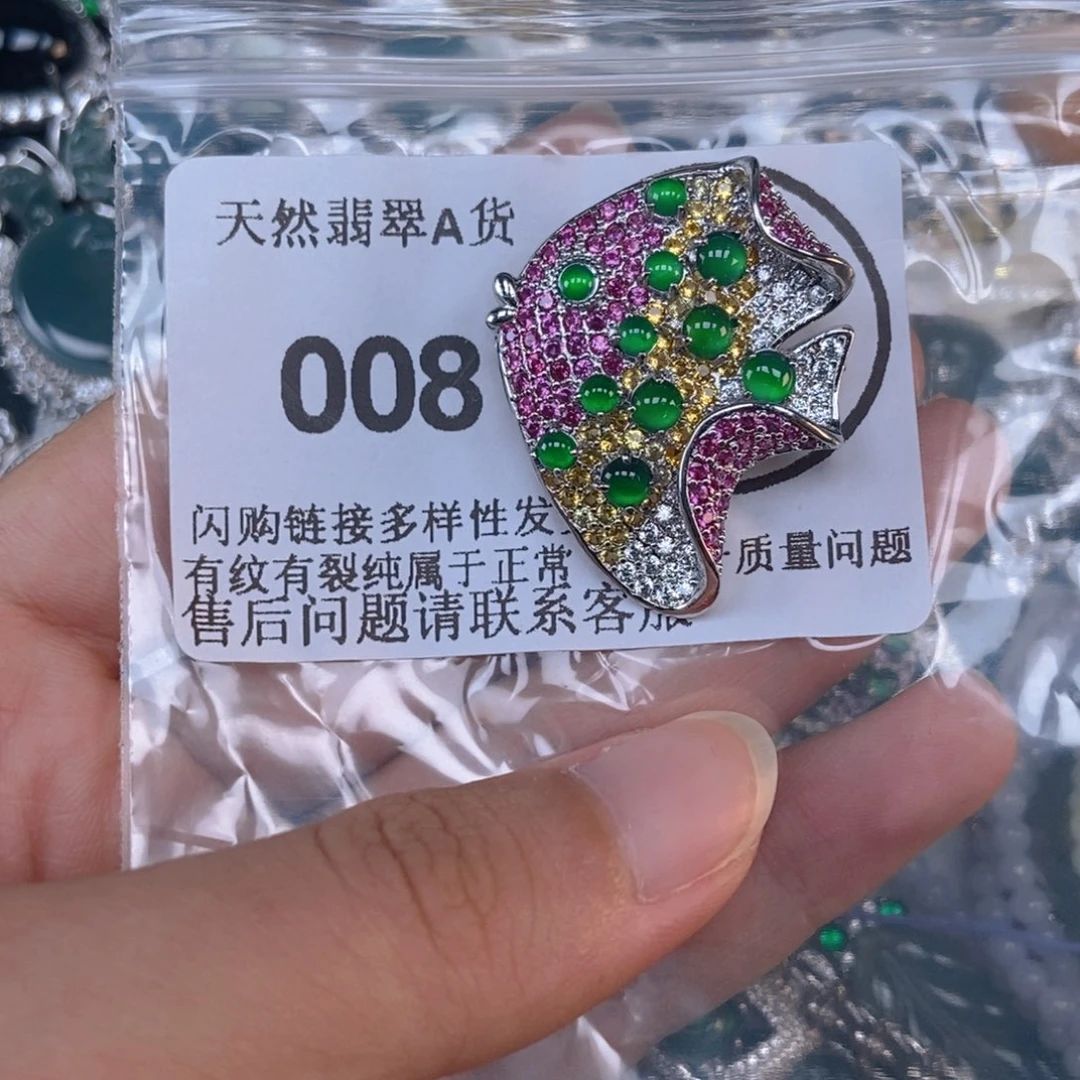 天然翡翠A货
008
闪购链接多样性发 质量问题
有纹有裂纯属于正常
售后问题请联系客服